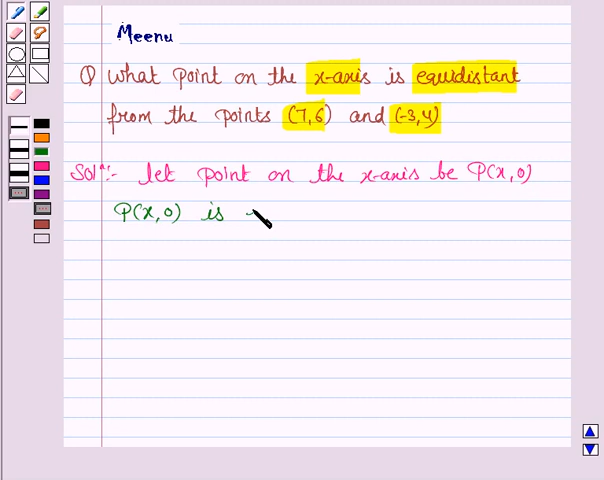 Meenu
Q What point on the x-axis is equidistant
from the points (7,6) and (-3,4)
Solⁿ:- let point on the x-axis be P(x,0)
P(x,0) is